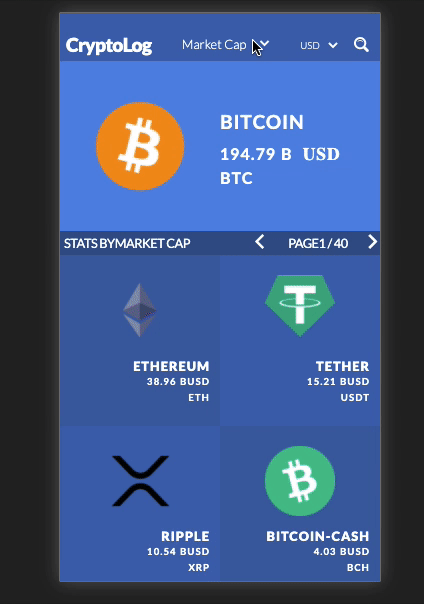 CryptoLog Market Cap USD
BITCOIN
194.79 B USD
BTC
STATS BYMARKET CAP PAGE1 / 40
ETHEREUM
38.96 BUSD
ETH
TETHER
15.21 BUSD
USDT
RIPPLE
10.54 BUSD
XRP
BITCOIN-CASH
4.03 BUSD
BCH